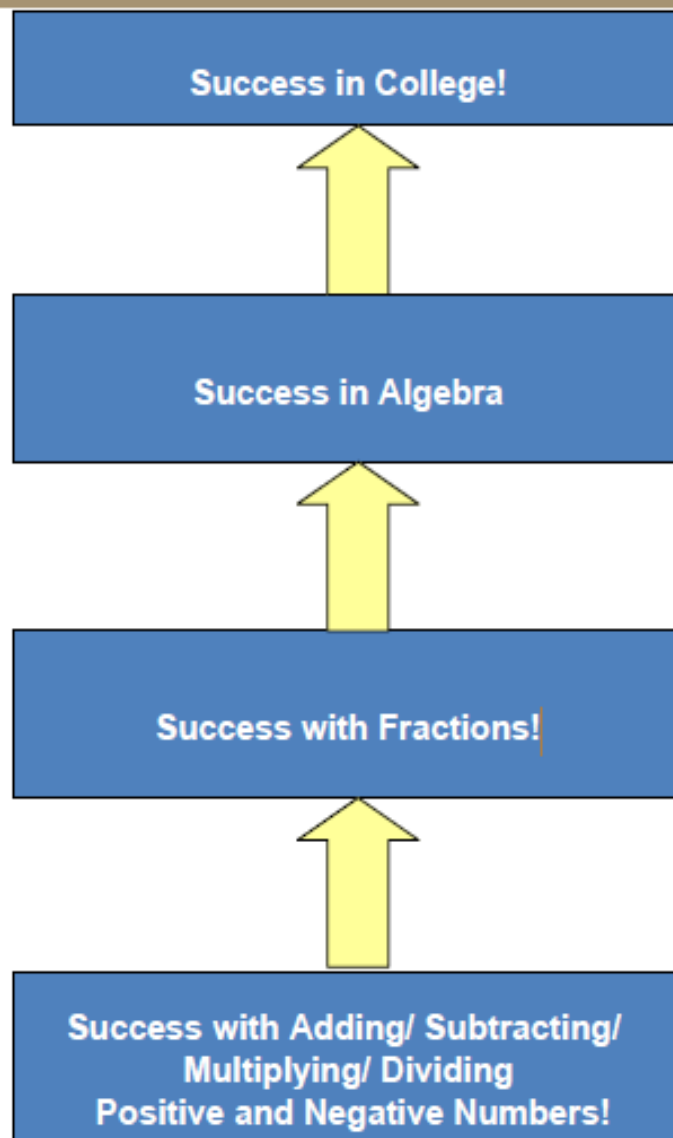 Success in College!
Success in Algebra
Success with Fractions!
Success with Adding/ Subtracting/
Multiplying/ Dividing
Positive and Negative Numbers!